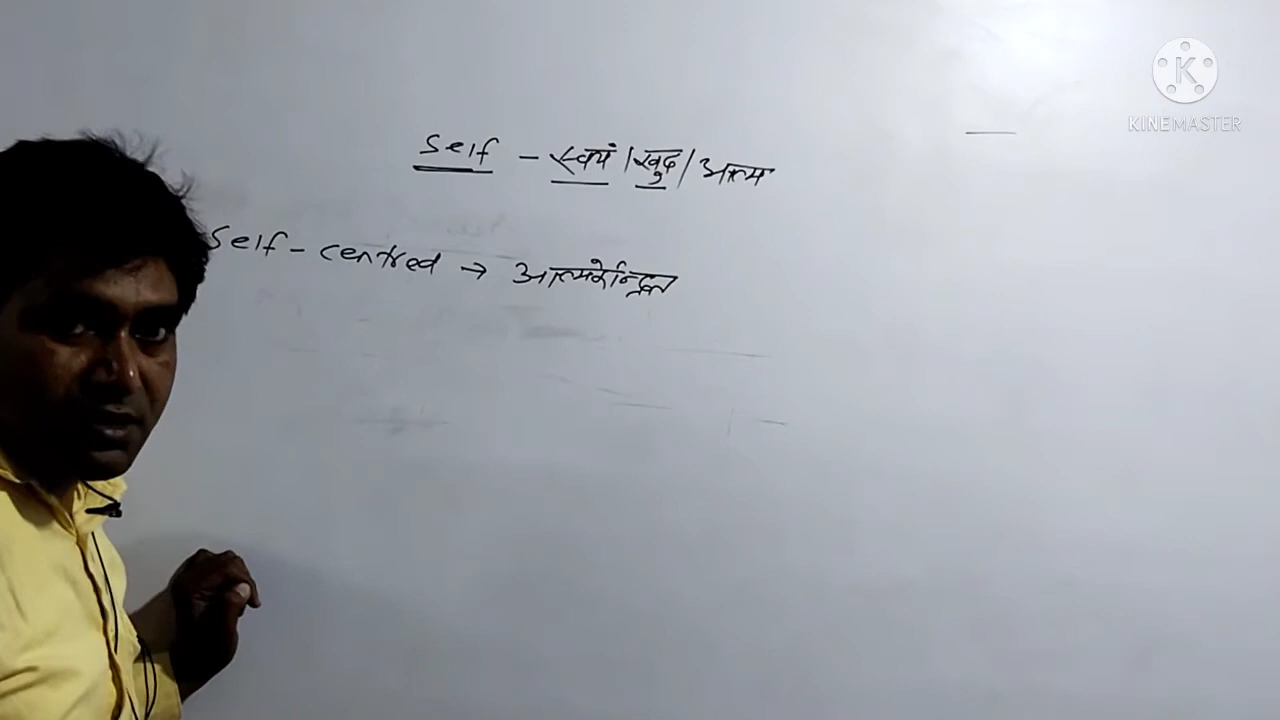 KINEMASTER
Self - स्वयं / खुद / आत्म
Self-centred → आत्मकेन्द्रित